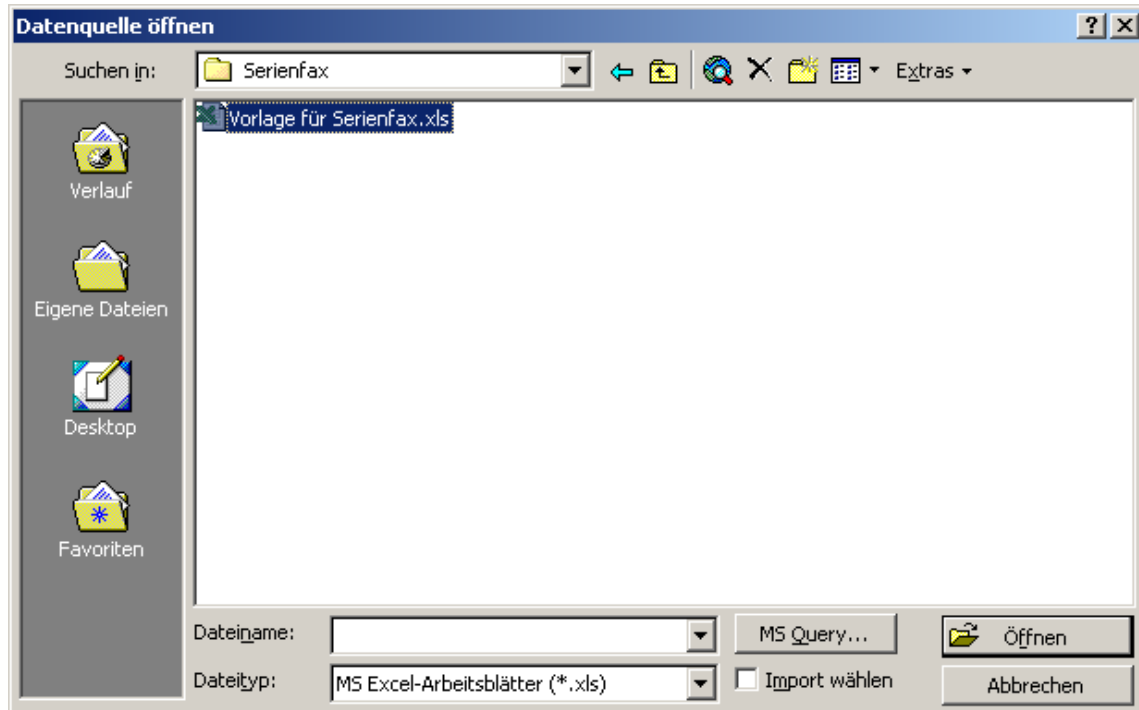 Datenquelle öffnen
Suchen in:
Serienfax
Extras
Vorlage für Serienfax.xls
Verlauf
Eigene Dateien
Desktop
Favoriten
Dateiname:
MS Query...
Öffnen
Dateityp:
MS Excel-Arbeitsblätter (*.xls)
Import wählen
Abbrechen